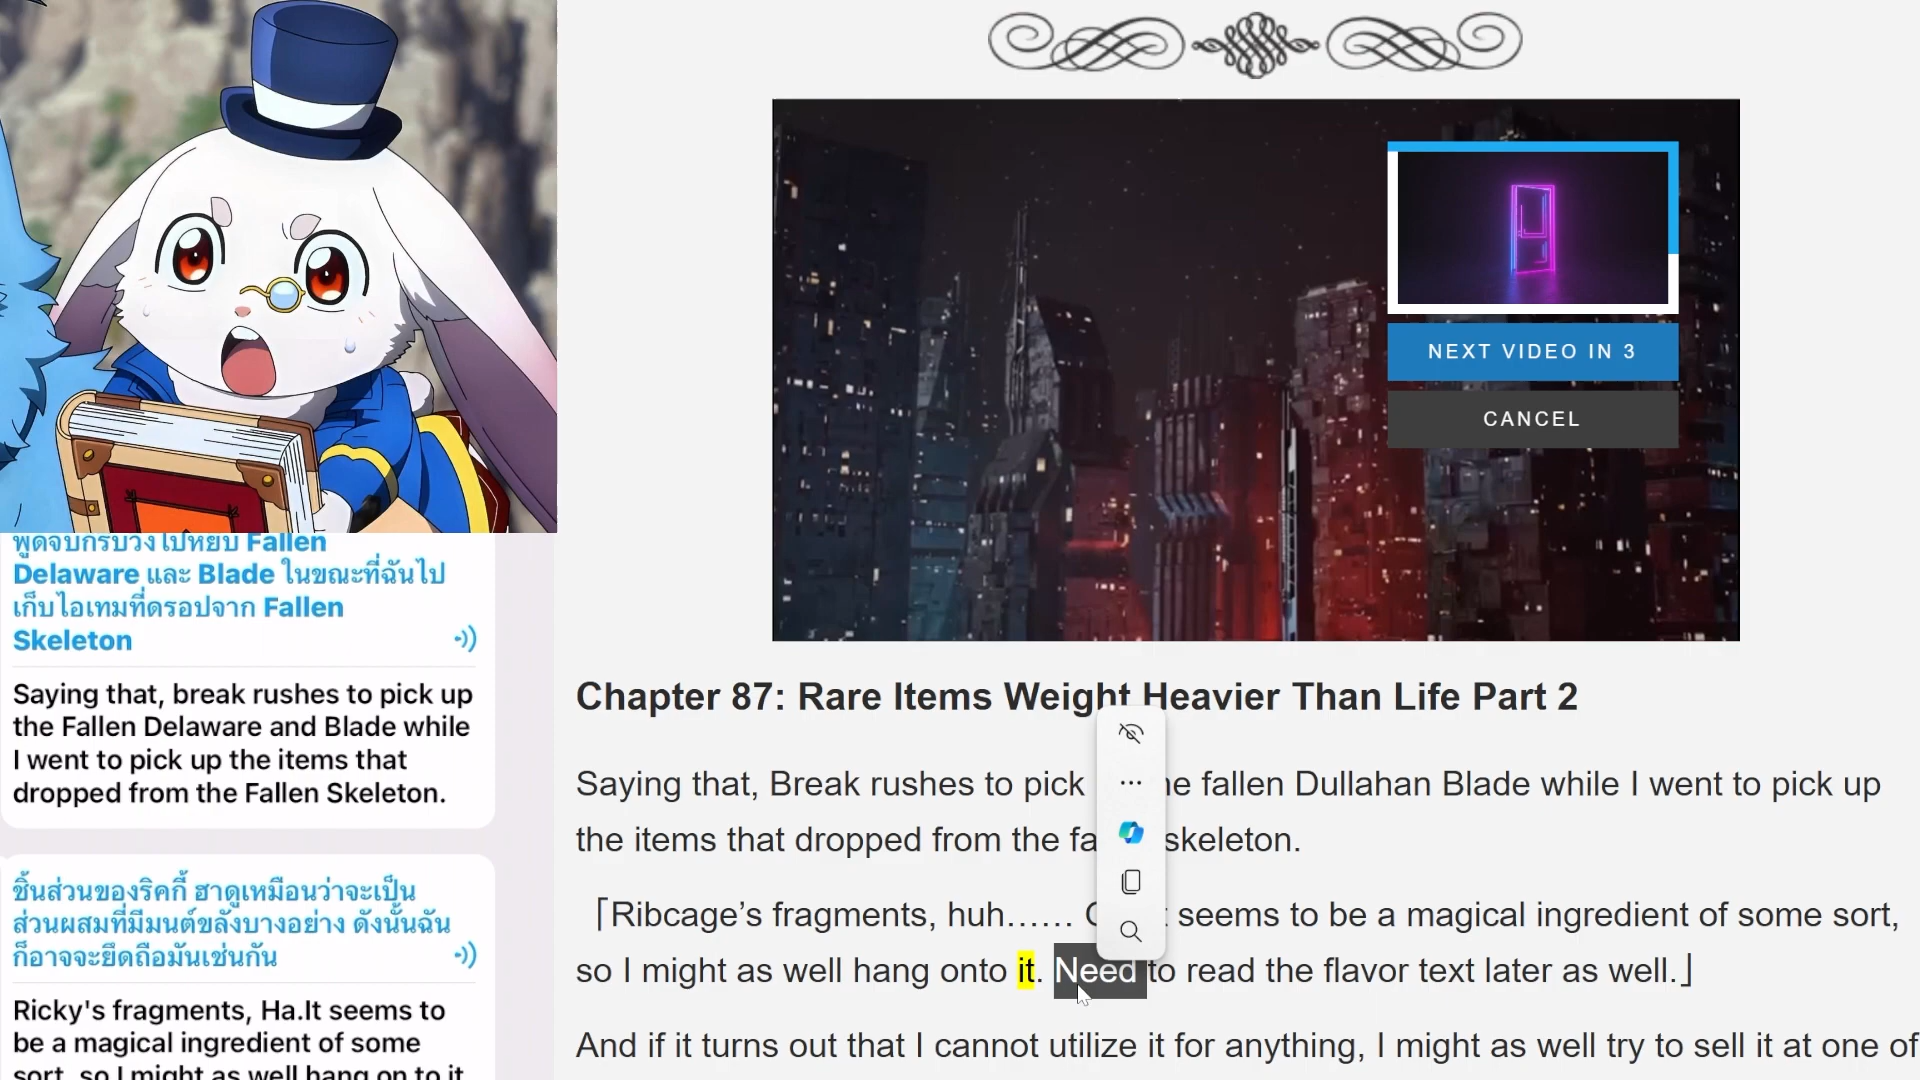 พูดจบก็รีบวิ่งไปหยิบ Fallen
Delaware และ Blade ในขณะที่ฉันไป
เก็บไอเทมที่ดรอปจาก Fallen
Skeleton
Saying that, break rushes to pick up
the Fallen Delaware and Blade while
I went to pick up the items that
dropped from the Fallen Skeleton.
ชิ้นส่วนของริคกี้ ฮาดูเหมือนว่าจะเป็น
ส่วนผสมที่มีมนต์ขลังบางอย่าง ดังนั้นฉัน
ก็อาจจะยึดถือมันเช่นกัน
Ricky's fragments, Ha.It seems to
be a magical ingredient of some
sort, so I might as well hang on to it
NEXT VIDEO IN 3
CANCEL
Chapter 87: Rare Items Weight Heavier Than Life Part 2
Saying that, Break rushes to pick fallen Dullahan Blade while I went to pick up
the items that dropped from the skeleton.
「Ribcage’s fragments, huh…… seems to be a magical ingredient of some sort,
so I might as well hang onto it. Need to read the flavor text later as well.」
And if it turns out that I cannot utilize it for anything, I might as well try to sell it at one of